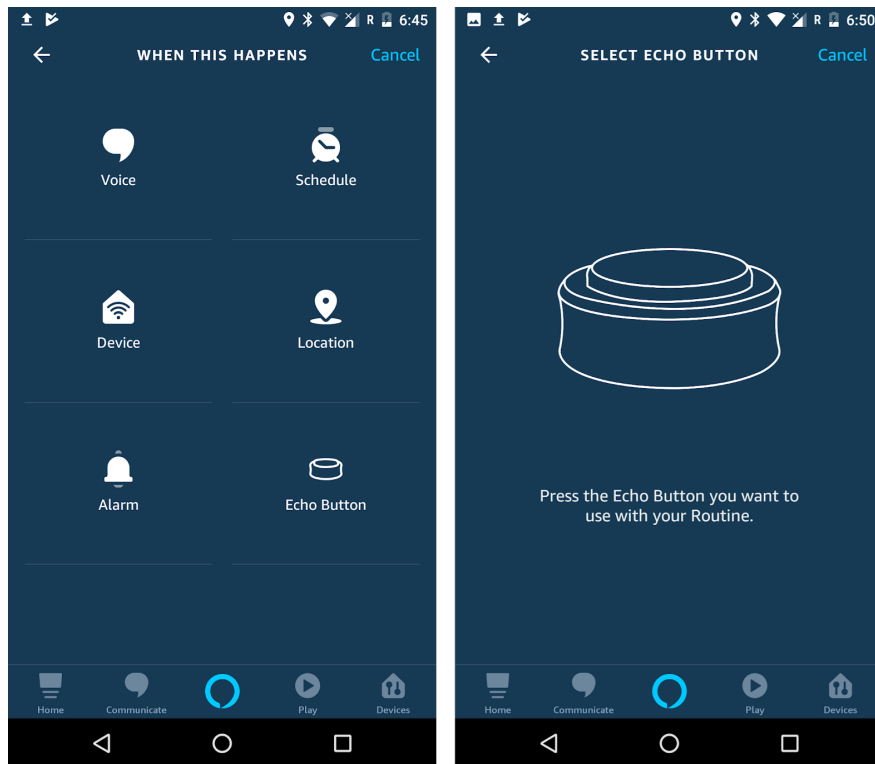 R 6:45
WHEN THIS HAPPENS Cancel
Voice Schedule
Device Location
Alarm Echo Button
Home Communicate Play Devices
R 6:50
SELECT ECHO BUTTON Cancel
Press the Echo Button you want to
use with your Routine.
Home Communicate Play Devices